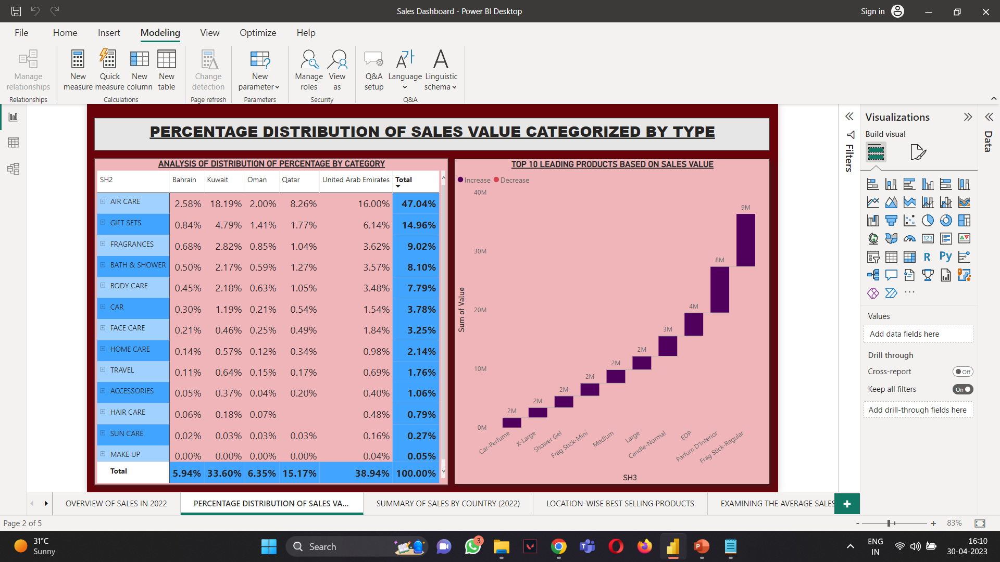 Sales Dashboard - Power BI Desktop
Sign in
File Home Insert Modeling View Optimize Help
Manage relationships
New measure
Quick measure
New column
New table
Change detection
New parameter
Manage roles
View as
Q&A setup
Language
Linguistic schema
Relationships Calculations Page refresh Parameters Security Q&A
PERCENTAGE DISTRIBUTION OF SALES VALUE CATEGORIZED BY TYPE
ANALYSIS OF DISTRIBUTION OF PERCENTAGE BY CATEGORY
SH2 Bahrain Kuwait Oman Qatar United Arab Emirates Total
AIR CARE 2.58% 18.19% 2.00% 8.26% 16.00% 47.04%
GIFT SETS 0.84% 4.79% 1.41% 1.77% 6.14% 14.96%
FRAGRANCES 0.68% 2.82% 0.85% 1.04% 3.62% 9.02%
BATH & SHOWER 0.50% 2.17% 0.59% 1.27% 3.57% 8.10%
BODY CARE 0.45% 2.18% 0.63% 1.05% 3.48% 7.79%
CAR 0.30% 1.19% 0.21% 0.54% 1.54% 3.78%
FACE CARE 0.21% 0.46% 0.25% 0.49% 1.84% 3.25%
HOME CARE 0.14% 0.57% 0.12% 0.34% 0.98% 2.14%
TRAVEL 0.11% 0.64% 0.15% 0.17% 0.69% 1.76%
ACCESSORIES 0.05% 0.37% 0.04% 0.20% 0.40% 1.06%
HAIR CARE 0.06% 0.18% 0.07% 0.48% 0.79%
SUN CARE 0.02% 0.03% 0.03% 0.03% 0.16% 0.27%
MAKE UP 0.00% 0.00% 0.00% 0.00% 0.04% 0.05%
Total 5.94% 33.60% 6.35% 15.17% 38.94% 100.00%
TOP 10 LEADING PRODUCTS BASED ON SALES VALUE
Increase Decrease
40M
30M
20M
10M
0M
Sum of Value
2M
2M
2M
2M
2M
2M
3M
4M
8M
9M
Car-Perfume
X-Large
Shower Gel
Frag Stick-Mini
Medium
Large
Candle-Normal
EDP
Parfum D'Interior
Frag Stick-Regular
SH3
Filters
Visualizations
Build visual
123
R
Py
Values
Add data fields here
Drill through
Cross-report Off
Keep all filters On
Add drill-through fields here
Data
OVERVIEW OF SALES IN 2022
PERCENTAGE DISTRIBUTION OF SALES VA...
SUMMARY OF SALES BY COUNTRY (2022)
LOCATION-WISE BEST SELLING PRODUCTS
EXAMINING THE AVERAGE SALES
Page 2 of 5
83%
31°C
Sunny
Search
3
ENG
IN
16:10
30-04-2023